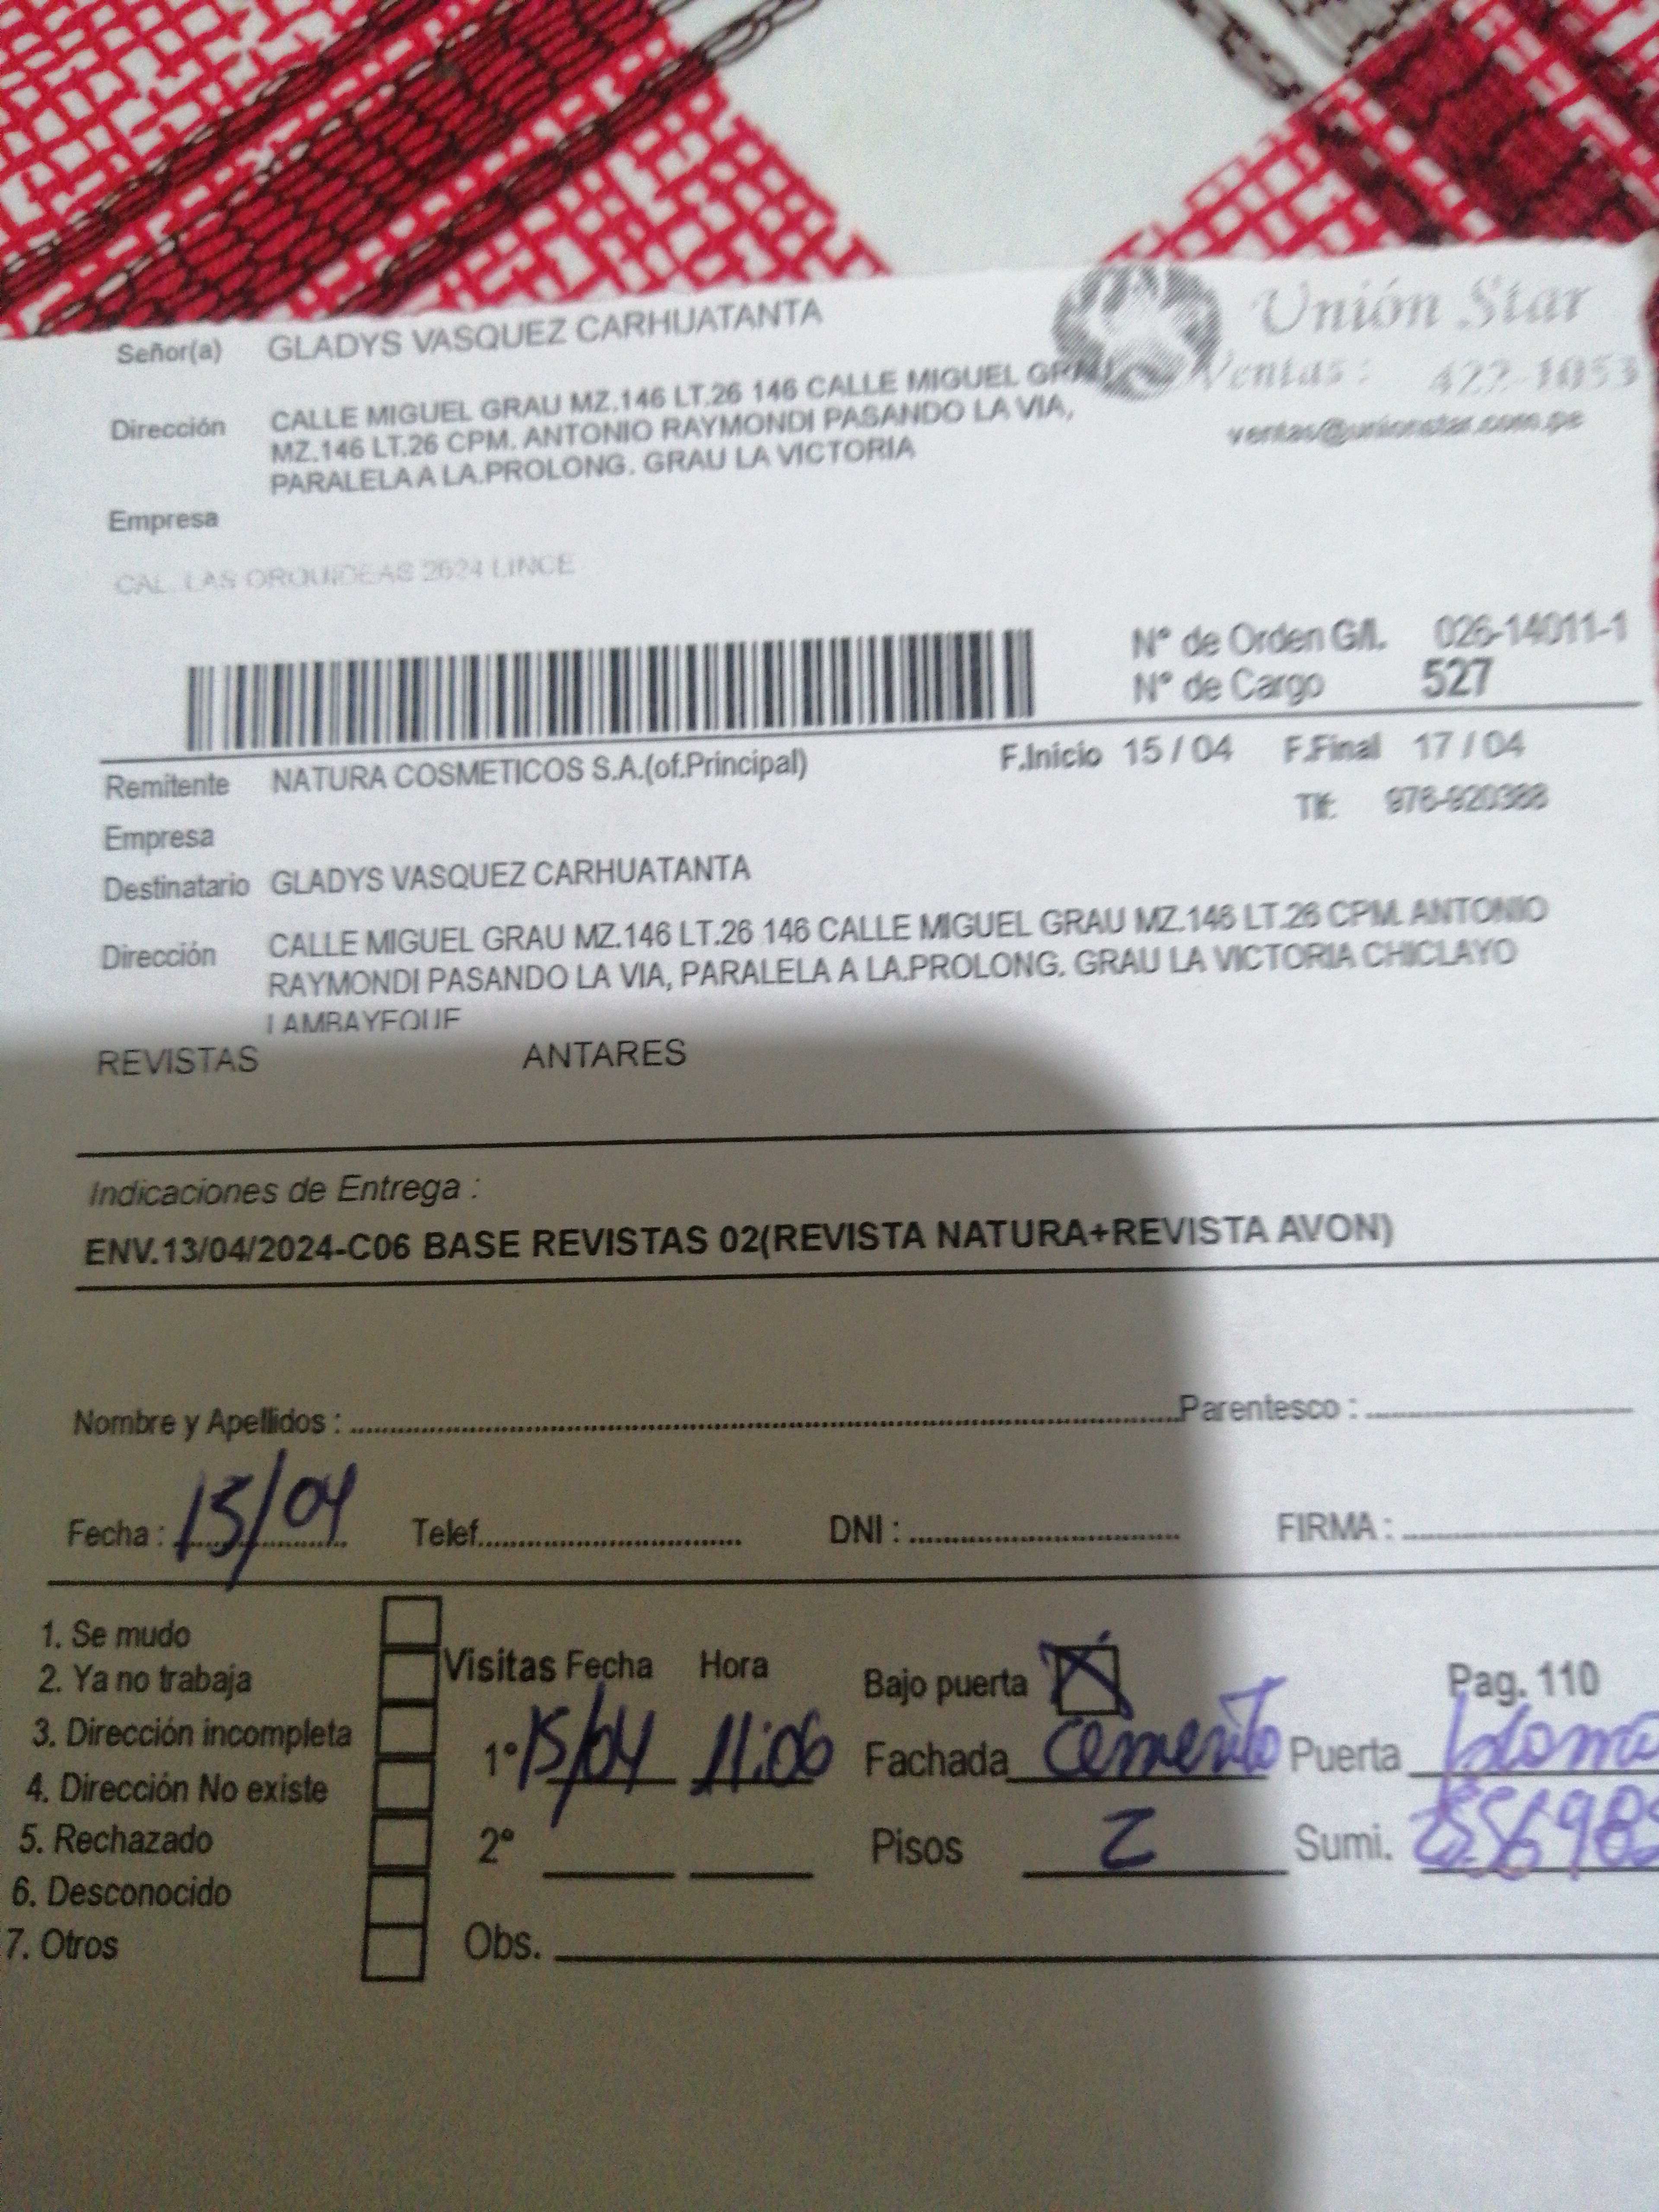 Unión Star
Señor(a) GLADYS VASQUEZ CARHUATANTA
Ventas: 422-1053
Dirección CALLE MIGUEL GRAU MZ.146 LT.26 146 CALLE MIGUEL GRAU
MZ.146 LT.26 CPM. ANTONIO RAYMONDI PASANDO LA VIA,
PARALELA A LA.PROLONG. GRAU LA VICTORIA
ventas@unionstar.com.pe
Empresa
CAL. LAS ORQUIDEAS 2624 LINCE
N° de Orden G/I. 026-14011-1
N° de Cargo 527
Remitente NATURA COSMETICOS S.A.(of.Principal) F.Inicio 15 / 04 F.Final 17 / 04
Tlf: 976-920388
Empresa
Destinatario GLADYS VASQUEZ CARHUATANTA
Dirección CALLE MIGUEL GRAU MZ.146 LT.26 146 CALLE MIGUEL GRAU MZ.146 LT.26 CPM. ANTONIO
RAYMONDI PASANDO LA VIA, PARALELA A LA.PROLONG. GRAU LA VICTORIA CHICLAYO
LAMBAYEQUE
REVISTAS ANTARES
Indicaciones de Entrega :
ENV.13/04/2024-C06 BASE REVISTAS 02(REVISTA NATURA+REVISTA AVON)
Nombre y Apellidos : Parentesco :
Fecha : 15/04 Telef. DNI : FIRMA :
1. Se mudo
2. Ya no trabaja Visitas Fecha Hora Bajo puerta X Pag. 110
3. Dirección incompleta 1° 15/04 11:06 Fachada cemento Puerta
4. Dirección No existe
5. Rechazado 2° Pisos 2 Sumi.
6. Desconocido
7. Otros Obs.